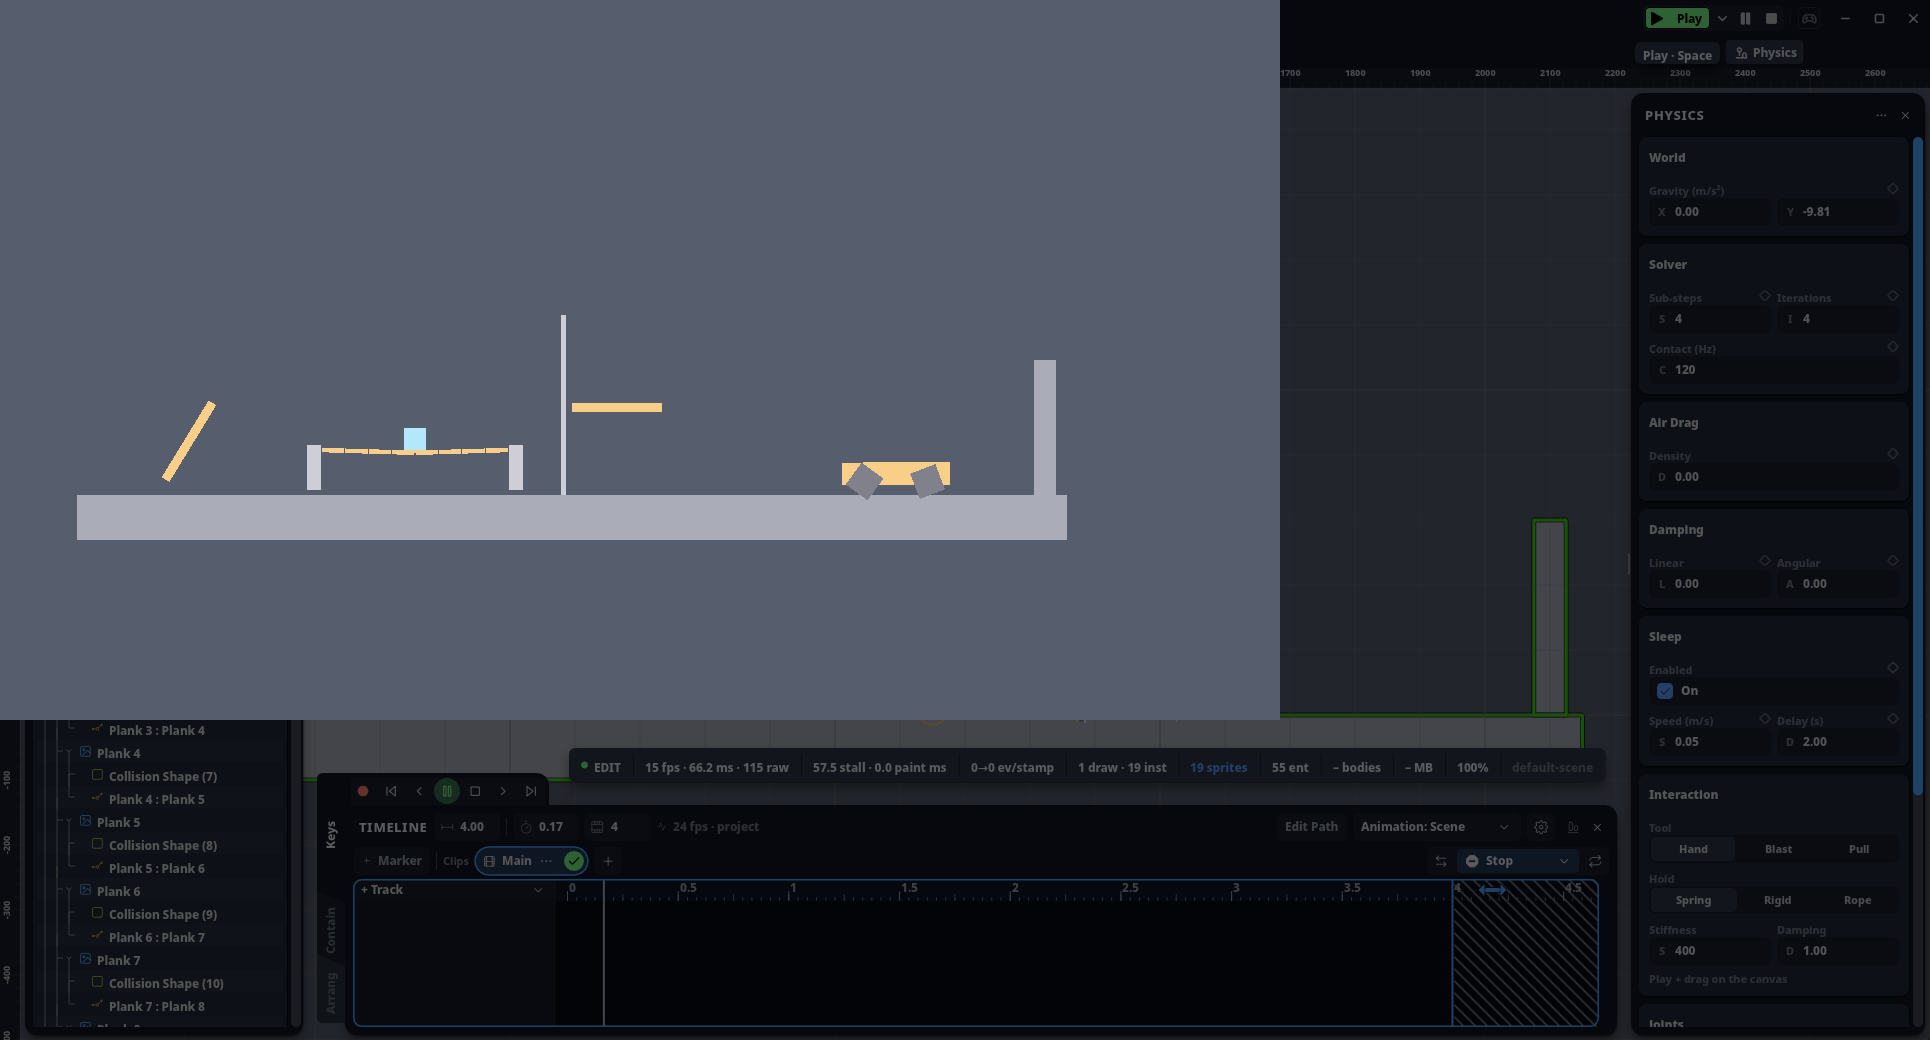 Play
Play · Space
Physics
1700 1800 1900 2000 2100 2200 2300 2400 2500 2600
PHYSICS
World
Gravity (m/s²)
X 0.00 Y -9.81
Solver
Sub-steps Iterations
S 4 I 4
Contact (Hz)
C 120
Air Drag
Density
D 0.00
Damping
Linear Angular
L 0.00 A 0.00
Sleep
Enabled
On
Speed (m/s) Delay (s)
S 0.05 D 2.00
Interaction
Tool
Hand Blast Pull
Hold
Spring Rigid Rope
Stiffness Damping
S 400 D 1.00
Play + drag on the canvas
Joints
Plank 3 : Plank 4
Plank 4
Collision Shape (7)
Plank 4 : Plank 5
Plank 5
Collision Shape (8)
Plank 5 : Plank 6
Plank 6
Collision Shape (9)
Plank 6 : Plank 7
Plank 7
Collision Shape (10)
Plank 7 : Plank 8
-100
-200
-300
-400
EDIT 15 fps · 66.2 ms · 115 raw 57.5 stall · 0.0 paint ms 0→0 ev/stamp 1 draw · 19 inst 19 sprites 55 ent – bodies – MB 100% default-scene
Keys
Contain
Arrang
TIMELINE 4.00 0.17 4 24 fps · project Edit Path Animation: Scene
+ Marker Clips Main ··· + Stop
+ Track
0 0.5 1 1.5 2 2.5 3 3.5 4 4.5